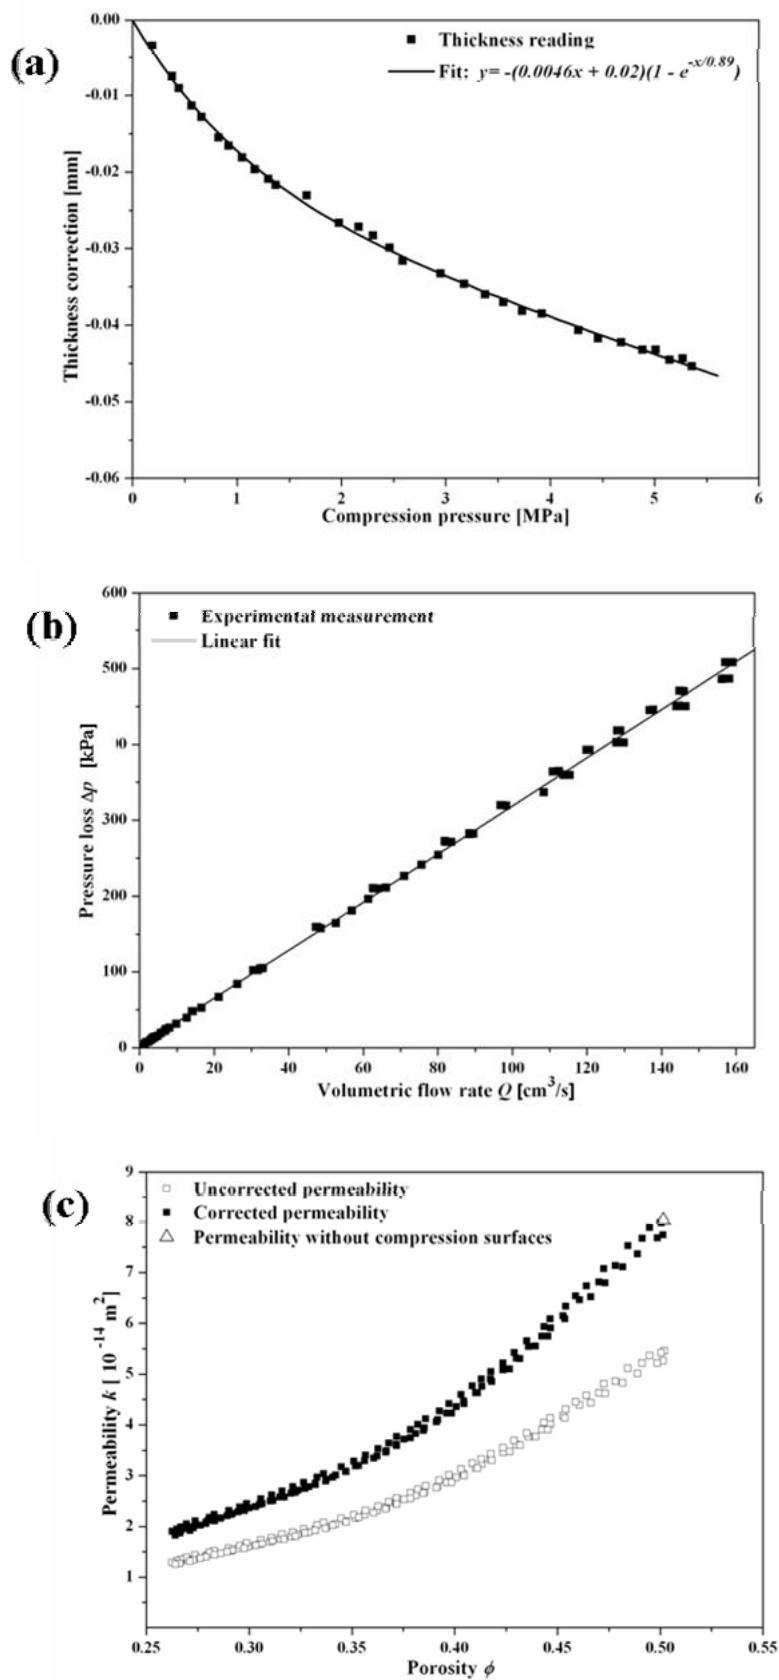 (a)
0.00
-0.01
-0.02
-0.03
-0.04
-0.05
-0.06
Thickness correction [mm]
Thickness reading
Fit: y= -(0.0046x + 0.02)(1 - e^-x/0.89)
0 1 2 3 4 5 6
Compression pressure [MPa]
(b)
600
500
0
300
200
100
0
Pressure loss Δp [kPa]
Experimental measurement
Linear fit
0 20 40 60 80 100 120 140 160
Volumetric flow rate Q [cm³/s]
(c)
9
8
7
6
5
4
3
2
1
Permeability k [ 10⁻¹⁴ m²]
Uncorrected permeability
Corrected permeability
Permeability without compression surfaces
0.25 0.30 0.35 0.40 0.45 0.50 0.55
Porosity ϕ